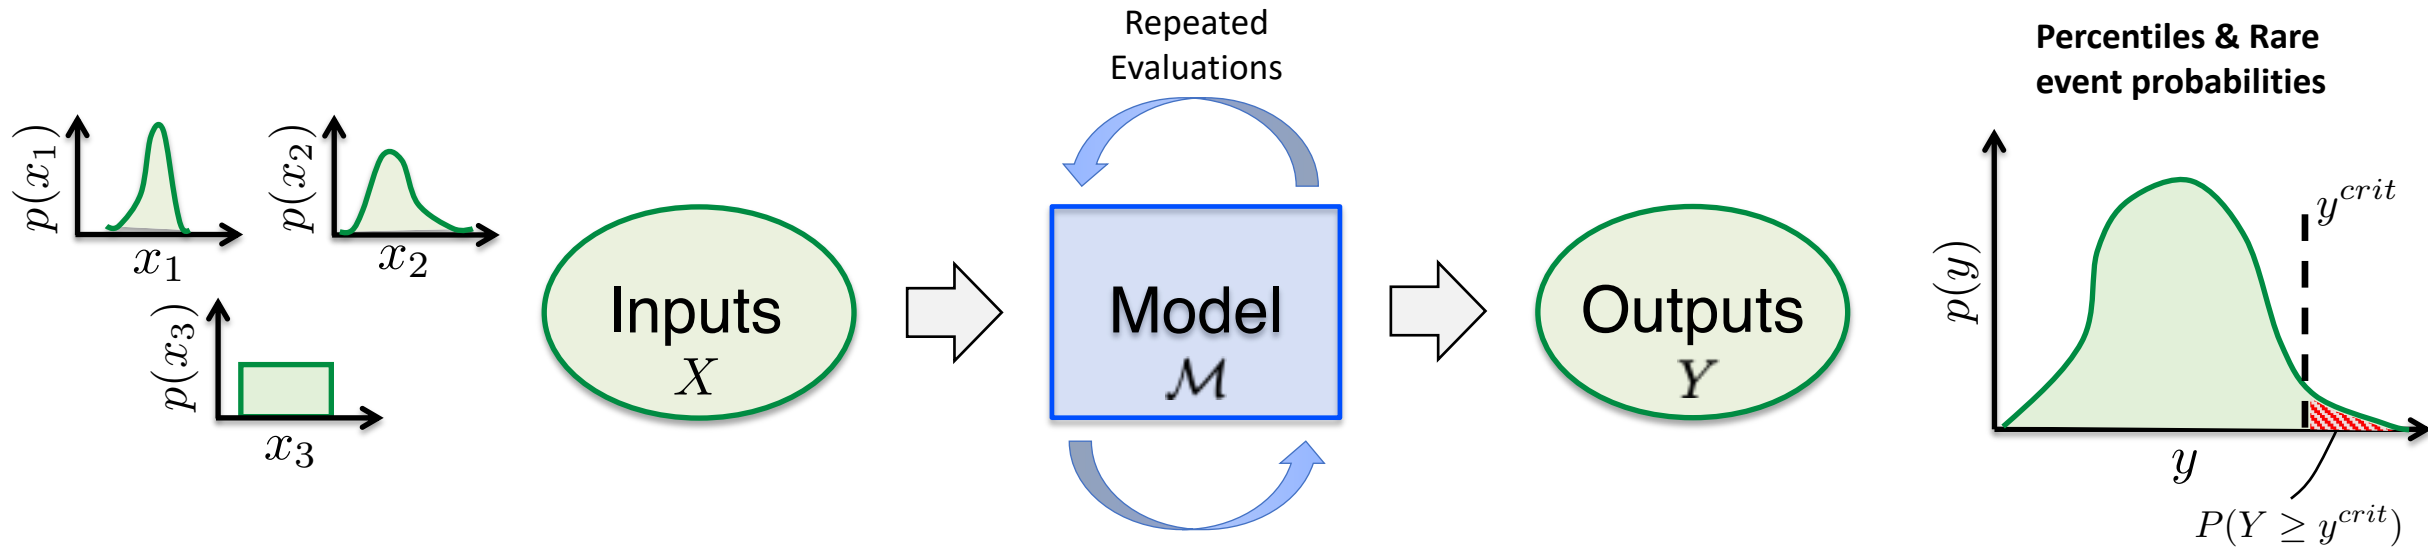 p(x₁)
x₁
p(x₂)
x₂
p(x₃)
x₃
Inputs
X
Repeated
Evaluations
Model
ℳ
Outputs
Y
Percentiles & Rare
event probabilities
p(y)
y^{crit}
y
P(Y ≥ y^{crit})